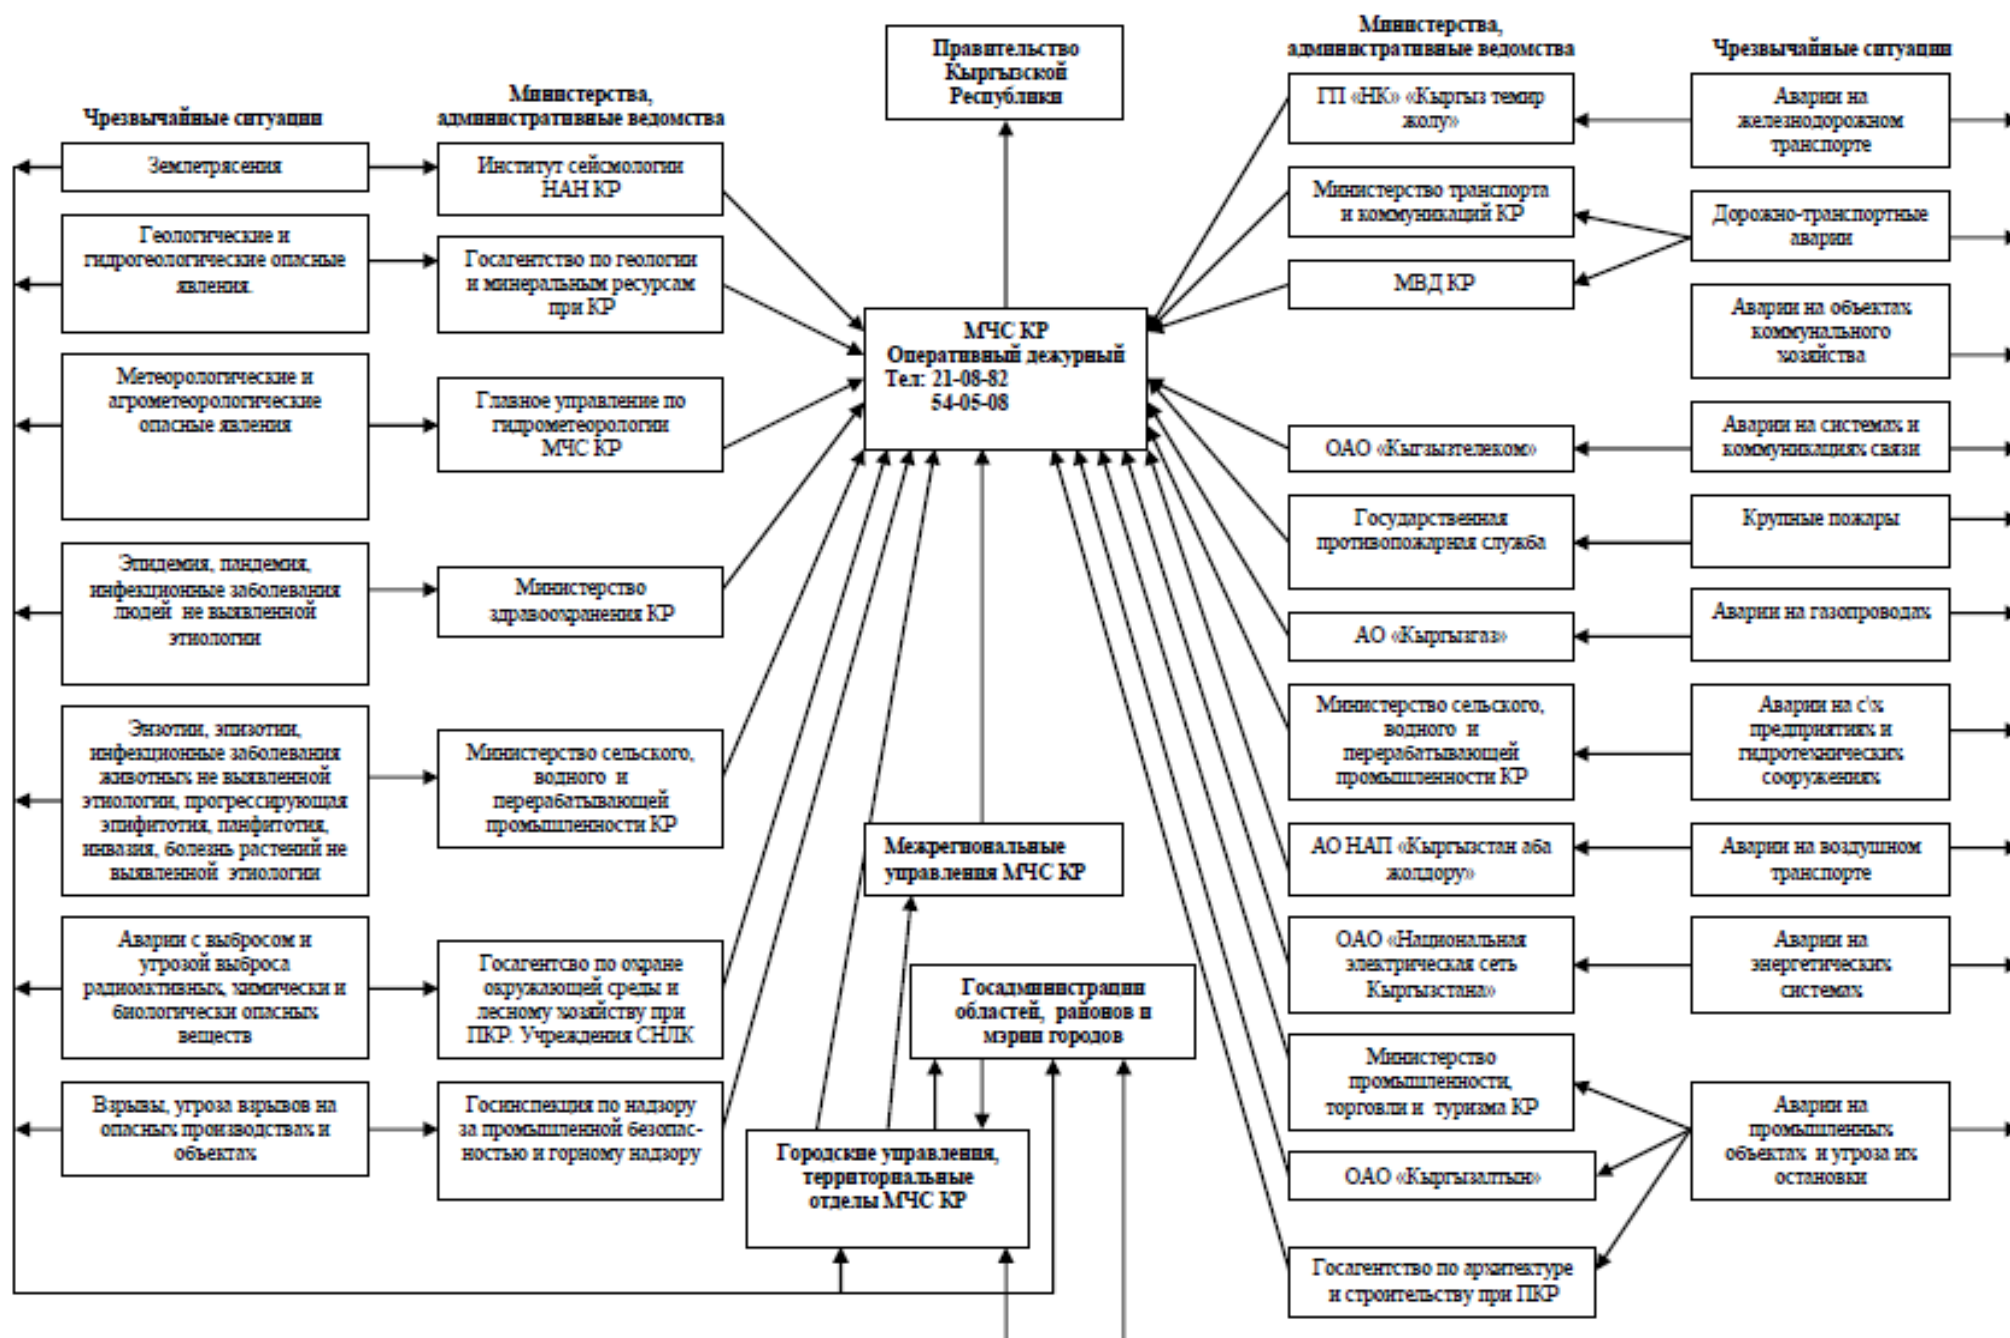 Чрезвычайные ситуации
Землетрясения
Геологические и
гидрогеологические опасные
явления.
Метеорологические и
агрометеорологические
опасные явления
Эпидемия, пандемия,
инфекционные заболевания
людей не выявленной
этиологии
Энзотии, эпизотии,
инфекционные заболевания
животных не выявленной
этиологии, прогрессирующая
эпифитотия, панфитотия,
инвазия, болезнь растений не
выявленной этиологии
Аварии с выбросом и
угрозой выброса
радиоактивных, химически и
биологически опасных
веществ
Взрывы, угроза взрывов на
опасных производствах и
объектах
Министерства,
административные ведомства
Институт сейсмологии
НАН КР
Госагентство по геологии
и минеральным ресурсам
при КР
Главное управление по
гидрометеорологии
МЧС КР
Министерство
здравоохранения КР
Министерство сельского,
водного и
перерабатывающей
промышленности КР
Госагентсво по охране
окружающей среды и
лесному хозяйству при
ПКР. Учреждения СНЛК
Госинспекция по надзору
за промышленной безопас-
ностью и горному надзору
Правительство
Кыргызской
Республики
МЧС КР
Оперативный дежурный
Тел: 21-08-82
54-05-08
Межрегиональные
управления МЧС КР
Госадминистрации
областей, районов и
мэрии городов
Городские управления,
территориальные
отделы МЧС КР
Министерства,
административные ведомства
ГП «НК» «Кыргыз темир
жолу»
Министерство транспорта
и коммуникаций КР
МВД КР
ОАО «Кыгзызтелеком»
Государственная
противопожарная служба
АО «Кыргызгаз»
Министерство сельского,
водного и
перерабатывающей
промышленности КР
АО НАП «Кыргызстан аба
жолдору»
ОАО «Национальная
электрическая сеть
Кыргызстана»
Министерство
промышленности,
торговли и туризма КР
ОАО «Кыргызалтын»
Госагентство по архитектуре
и строительству при ПКР
Чрезвычайные ситуации
Аварии на
железнодорожном
транспорте
Дорожно-транспортные
аварии
Аварии на объектах
коммунального
хозяйства
Аварии на системах и
коммуникациях связи
Крупные пожары
Аварии на газопроводах
Аварии на с\х
предприятиях и
гидротехнических
сооружениях
Аварии на воздушном
транспорте
Аварии на
энергетических
системах
Аварии на
промышленных
объектах и угроза их
остановки